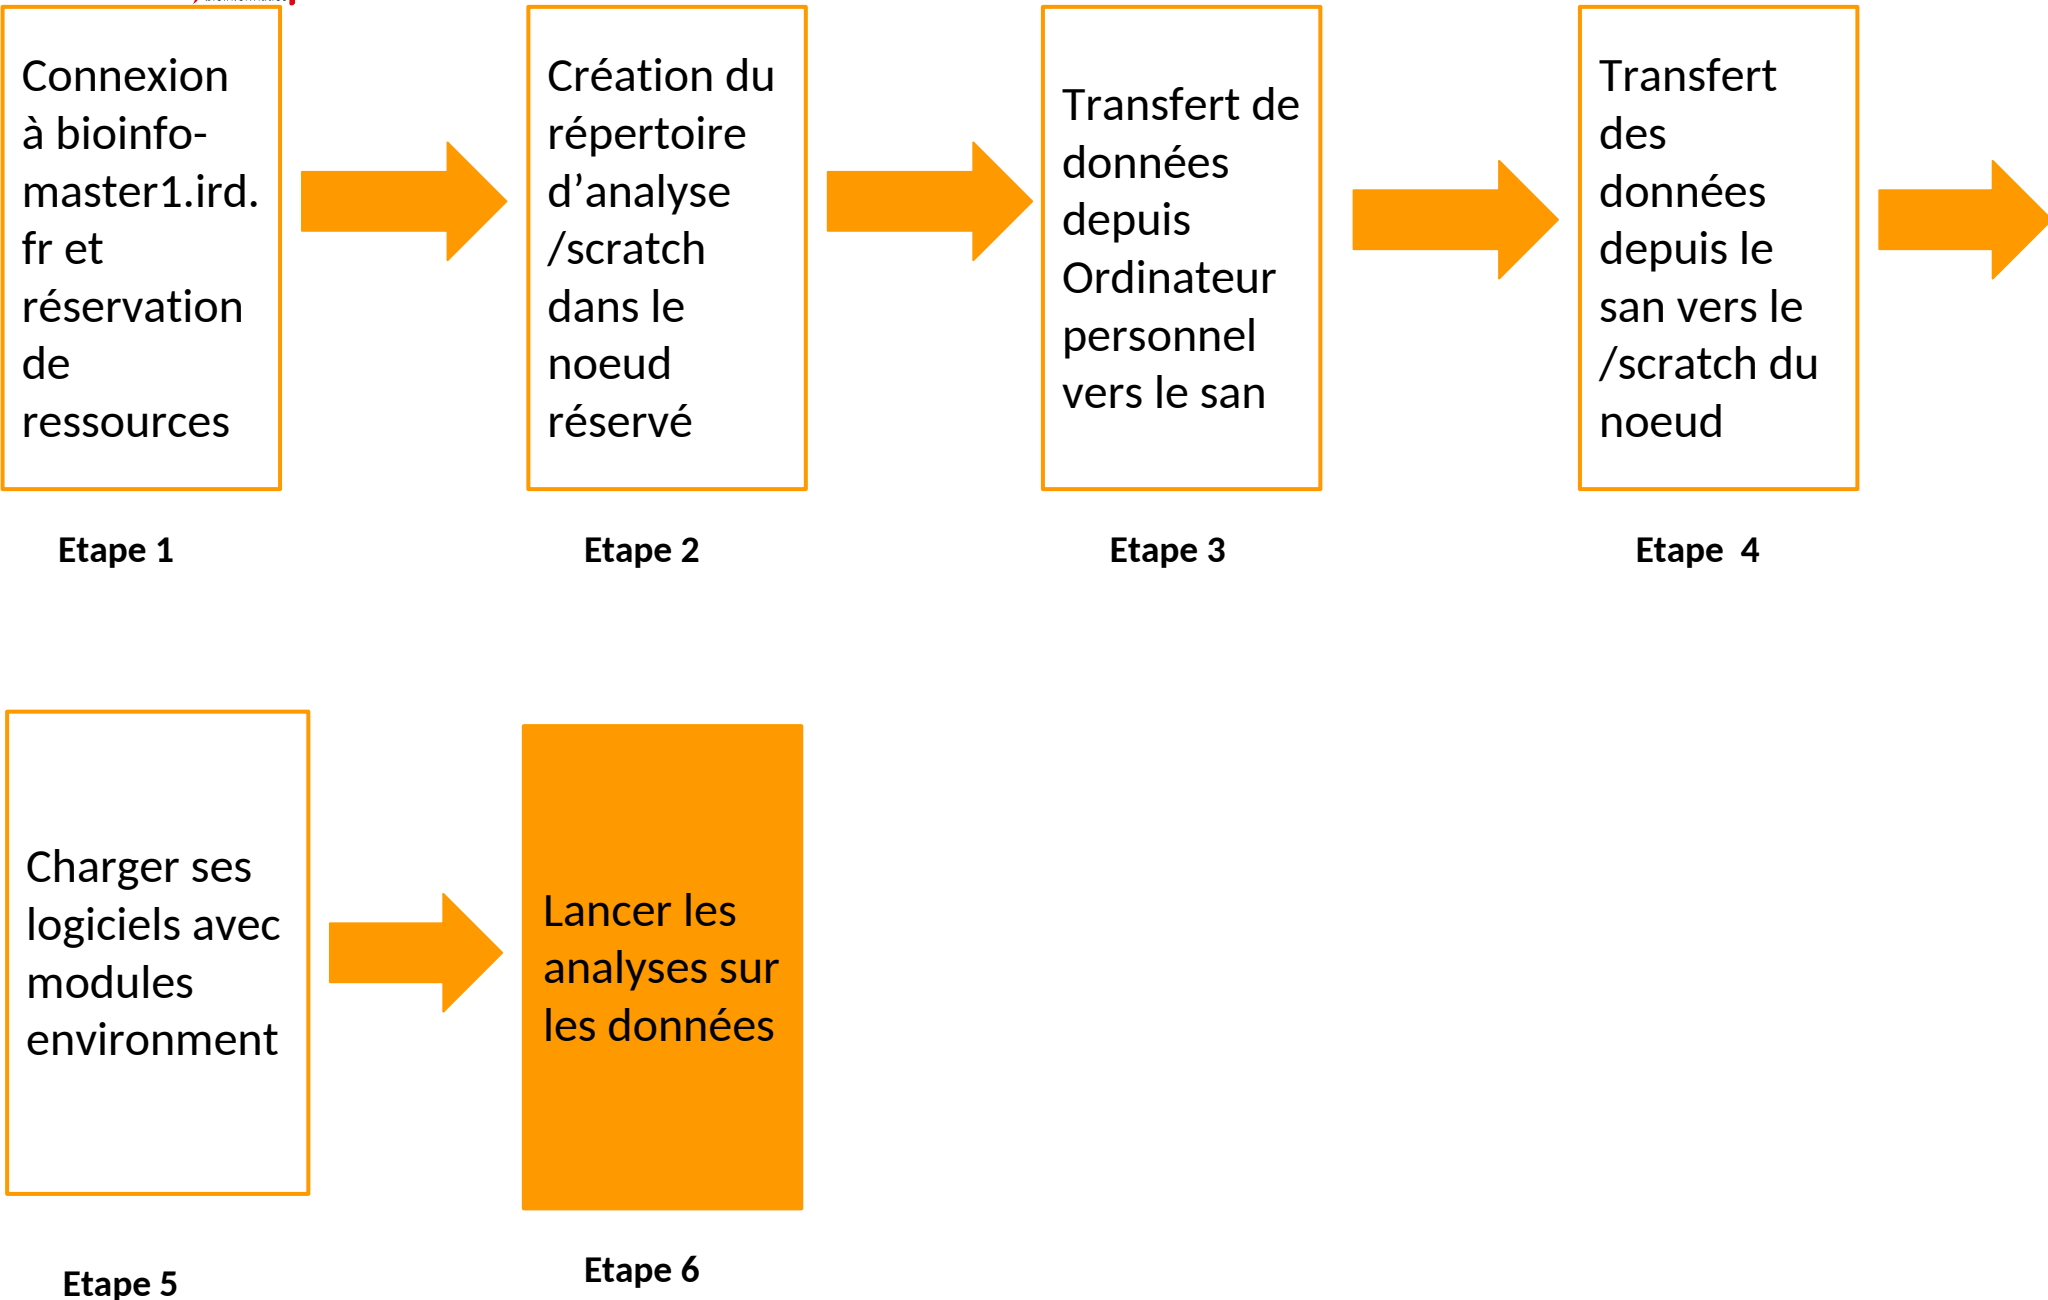 Connexion
à bioinfo-
master1.ird.
fr et
réservation
de
ressources
Création du
répertoire
d’analyse
/scratch
dans le
noeud
réservé
Transfert de
données
depuis
Ordinateur
personnel
vers le san
Transfert
des
données
depuis le
san vers le
/scratch du
noeud
Etape 1
Etape 2
Etape 3
Etape  4
Charger ses
logiciels avec
modules
environment
Lancer les
analyses sur
les données
Etape 5
Etape 6